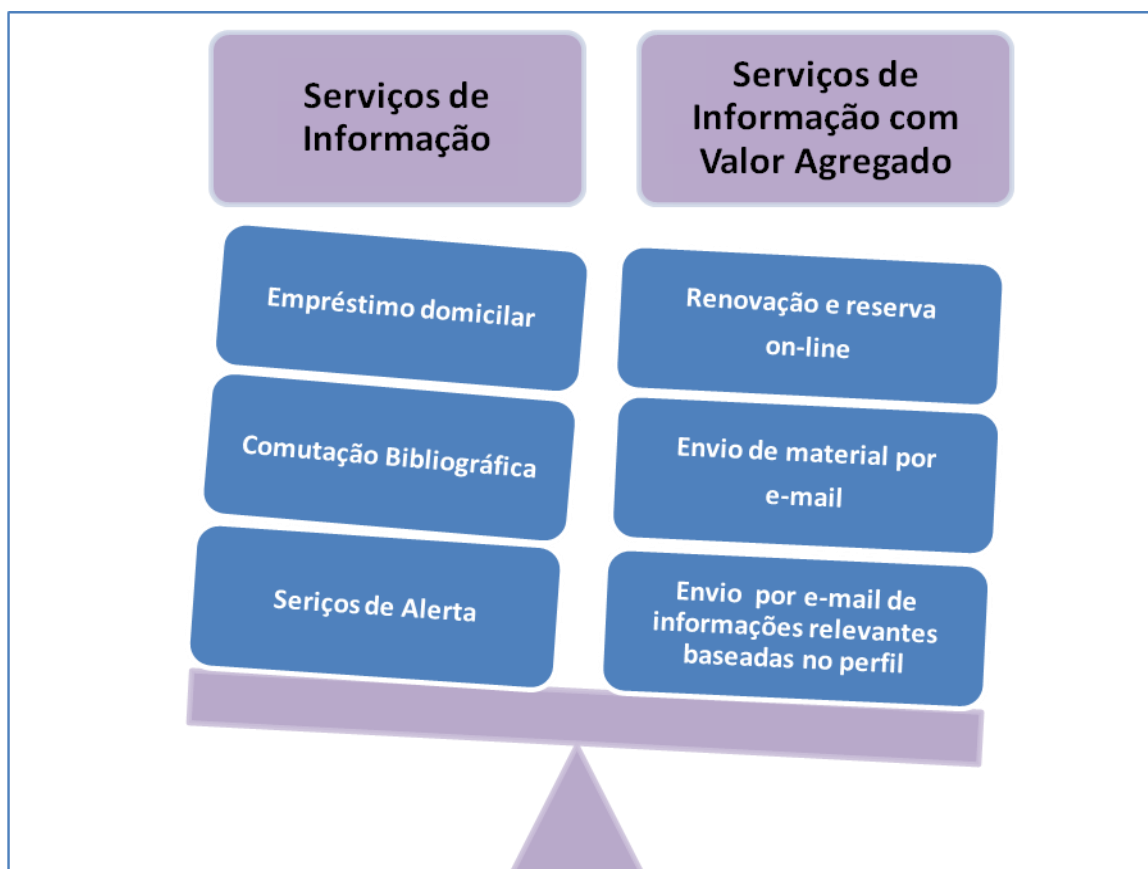 Serviços de
Informação
Serviços de
Informação com
Valor Agregado
Empréstimo domicilar
Renovação e reserva
on-line
Comutação Bibliográfica
Envio de material por
e-mail
Seriços de Alerta
Envio  por e-mail de
informações relevantes
baseadas no perfil